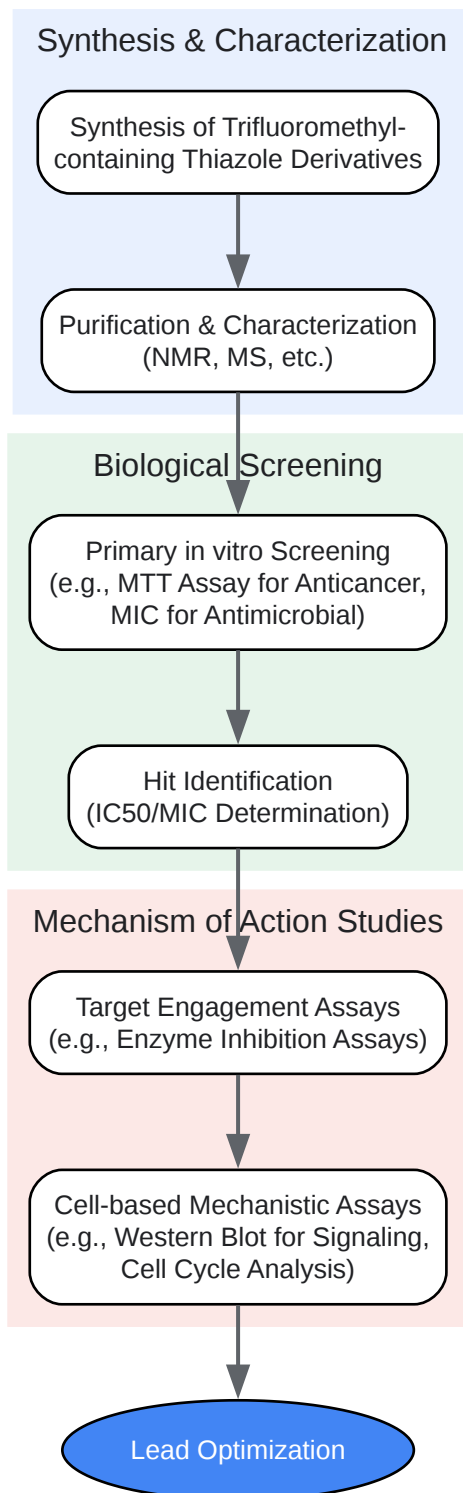 Synthesis & Characterization
Synthesis of Trifluoromethyl-
containing Thiazole Derivatives
Purification & Characterization
(NMR, MS, etc.)
Biological Screening
Primary in vitro Screening
(e.g., MTT Assay for Anticancer,
MIC for Antimicrobial)
Hit Identification
(IC50/MIC Determination)
Mechanism of Action Studies
Target Engagement Assays
(e.g., Enzyme Inhibition Assays)
Cell-based Mechanistic Assays
(e.g., Western Blot for Signaling,
Cell Cycle Analysis)
Lead Optimization